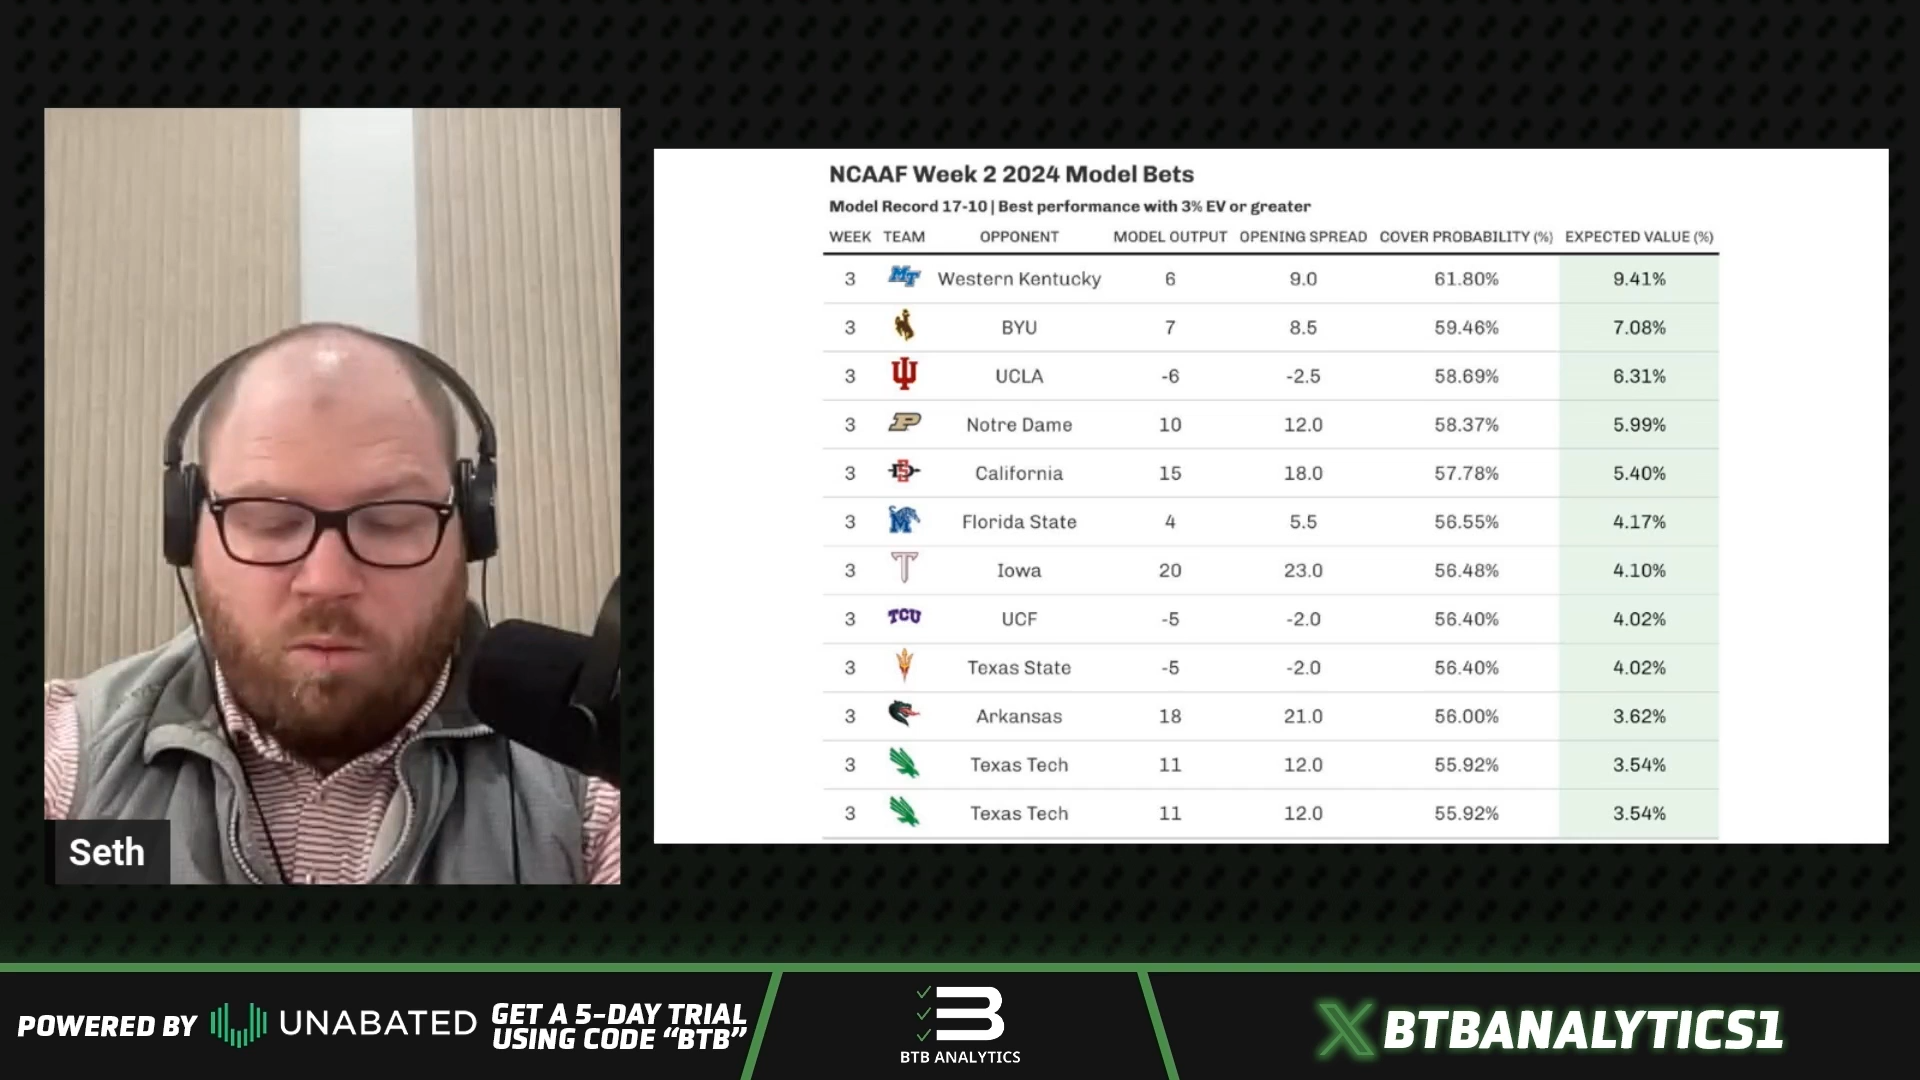 NCAAF Week 2 2024 Model Bets
Model Record 17-10 | Best performance with 3% EV or greater
WEEK TEAM OPPONENT MODEL OUTPUT OPENING SPREAD COVER PROBABILITY (%) EXPECTED VALUE (%)
3 MT Western Kentucky 6 9.0 61.80% 9.41%
3 BYU 7 8.5 59.46% 7.08%
3 UCLA -6 -2.5 58.69% 6.31%
3 P Notre Dame 10 12.0 58.37% 5.99%
3 SD California 15 18.0 57.78% 5.40%
3 M Florida State 4 5.5 56.55% 4.17%
3 T Iowa 20 23.0 56.48% 4.10%
3 TCU UCF -5 -2.0 56.40% 4.02%
3 Texas State -5 -2.0 56.40% 4.02%
3 Arkansas 18 21.0 56.00% 3.62%
3 Texas Tech 11 12.0 55.92% 3.54%
3 Texas Tech 11 12.0 55.92% 3.54%
Seth
POWERED BY UNABATED
GET A 5-DAY TRIAL
USING CODE “BTB”
B
BTB ANALYTICS
X BTBANALYTICS1